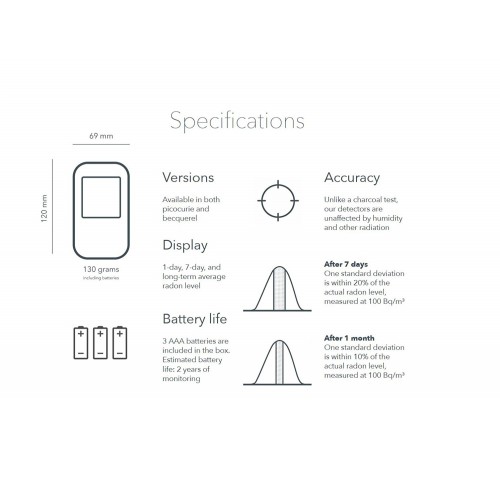 Specifications
69 mm
120 mm
130 grams
including batteries
Versions
Available in both
picocurie and
becquerel
Display
1-day, 7-day, and
long-term average
radon level
Battery life
3 AAA batteries are
included in the box.
Estimated battery
life: 2 years of
monitoring
Accuracy
Unlike a charcoal test,
our detectors are
unaffected by humidity
and other radiation
After 7 days
One standard deviation
is within 20% of the
actual radon level,
measured at 100 Bq/m³
After 1 month
One standard deviation
is within 10% of the
actual radon level,
measured at 100 Bq/m³
+ + +
− − −